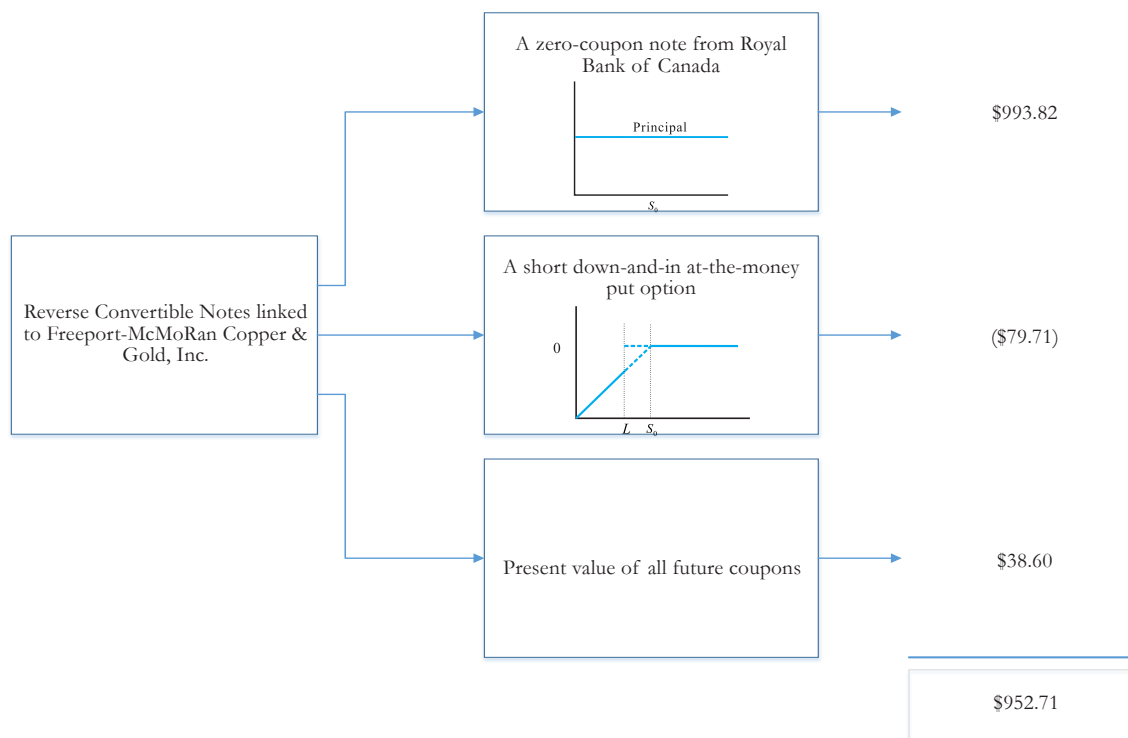 A zero-coupon note from Royal
Bank of Canada
Principal
S₀
$993.82
Reverse Convertible Notes linked
to Freeport-McMoRan Copper &
Gold, Inc.
A short down-and-in at-the-money
put option
0
L S₀
($79.71)
Present value of all future coupons
$38.60
$952.71